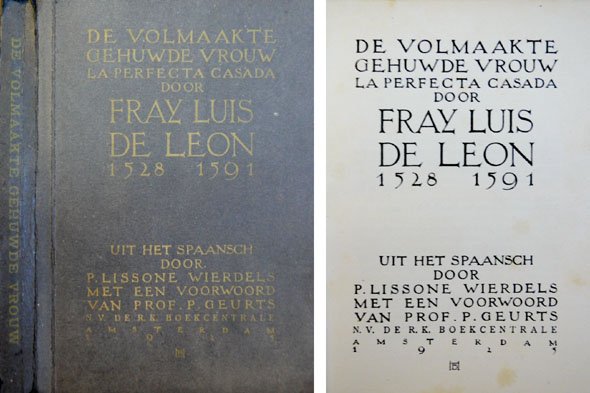 DE VOLMAAKTE GEHUWDE VROUW
DE VOLMAAKTE
GEHUWDE VROUW
LA PERFECTA CASADA
DOOR
FRAY LUIS
DE LEON
1528 1591
UIT HET SPAANSCH
DOOR
P. LISSONE WIERDELS
MET EEN VOORWOORD
VAN PROF. P. GEURTS
N.V. DE R.K. BOEKCENTRALE
AMSTERDAM
1925
DE VOLMAAKTE
GEHUWDE VROUW
LA PERFECTA CASADA
DOOR
FRAY LUIS
DE LEON
1528 1591
UIT HET SPAANSCH
DOOR
P. LISSONE WIERDELS
MET EEN VOORWOORD
VAN PROF. P. GEURTS
N.V. DE R.K. BOEKCENTRALE
AMSTERDAM
1925